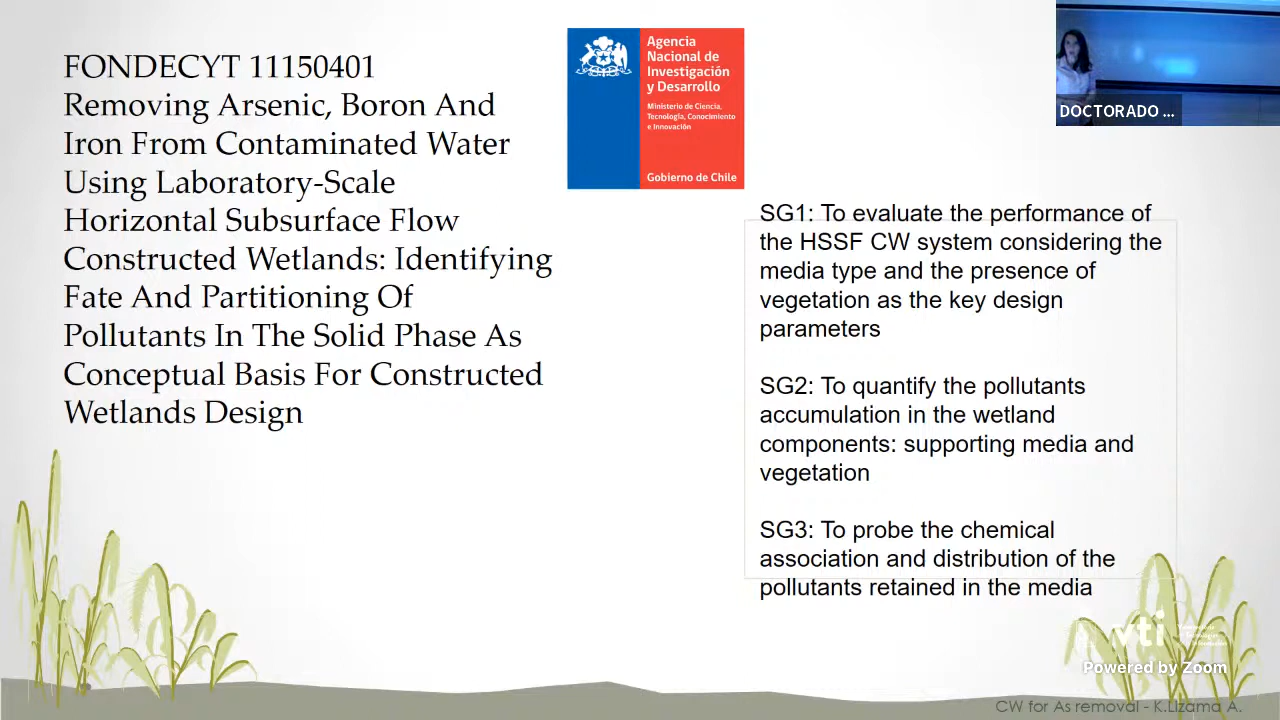 FONDECYT 11150401
Removing Arsenic, Boron And
Iron From Contaminated Water
Using Laboratory-Scale
Horizontal Subsurface Flow
Constructed Wetlands: Identifying
Fate And Partitioning Of
Pollutants In The Solid Phase As
Conceptual Basis For Constructed
Wetlands Design
Agencia
Nacional de
Investigación
y Desarrollo
Ministerio de Ciencia,
Tecnología, Conocimiento
e Innovación
Gobierno de Chile
DOCTORADO ...
SG1: To evaluate the performance of
the HSSF CW system considering the
media type and the presence of
vegetation as the key design
parameters
SG2: To quantify the pollutants
accumulation in the wetland
components: supporting media and
vegetation
SG3: To probe the chemical
association and distribution of the
pollutants retained in the media
vti
Powered by Zoom
CW for As removal - K.Lizama A.